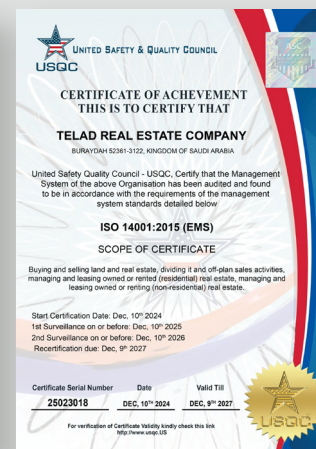 UNITED SAFETY & QUALITY COUNCIL
USQC
ASC
CERTIFICATE OF ACHEVEMENT
THIS IS TO CERTIFY THAT
TELAD REAL ESTATE COMPANY
BURAYDAH 52361-3122, KINGDOM OF SAUDI ARABIA
United Safety Quality Council - USQC, Certify that the Management
System of the above Organisation has been audited and found
to be in accordance with the requirements of the management
system standards detailed below
ISO 14001:2015 (EMS)
SCOPE OF CERTIFICATE
Buying and selling land and real estate, dividing it and off-plan sales activities,
managing and leasing owned or rented (residential) real estate, managing and
leasing owned or renting (non-residential) real estate.
Start Certification Date: Dec, 10th 2024
1st Surveillance on or before: Dec, 10th 2025
2nd Surveillance on or before: Dec, 10th 2026
Recertification due: Dec, 9th 2027
Certificate Serial Number Date Valid Till
25023018 DEC, 10TH 2024 DEC, 9TH 2027
USQC
For verification of Certificate Validity kindly check this link
http://www.usqc.US